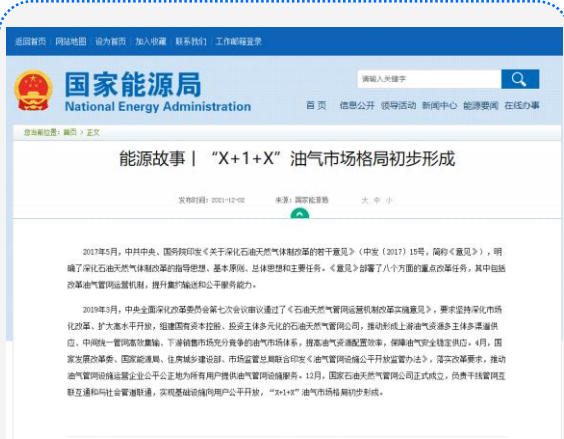 返回首页 | 网站地图 | 设为首页 | 加入收藏 | 联系我们 | 工作邮箱登录
国家能源局
National Energy Administration
请输入关键字
首页 信息公开 领导活动 新闻中心 能源要闻 在线办事
您当前位置：首页 > 正文
能源故事丨 “X+1+X”油气市场格局初步形成
发布时间：2021-12-02 来源：国家能源局 大 中 小
2017年5月，中共中央、国务院印发《关于深化石油天然气体制改革的若干意见》（中发〔2017〕15号，简称《意见》），明
确了深化石油天然气体制改革的指导思想、基本原则、总体思想和主要任务。《意见》部署了八个方面的重点改革任务，其中包括
改革油气管网运营机制，提升集约输送和公平服务能力。
2019年3月，中央全面深化改革委员会第七次会议审议通过了《石油天然气管网运营机制改革实施意见》，要求坚持深化市场
化改革、扩大高水平开放，组建国有资本控股、投资主体多元化的石油天然气管网公司，推动形成上游油气资源多主体多渠道供
应、中间统一管网高效集输、下游销售市场充分竞争的油气市场体系，提高油气资源配置效率，保障油气安全稳定供应。4月，国
家发展改革委、国家能源局、住房城乡建设部、市场监管总局联合印发《油气管网设施公平开放监管办法》，落实改革要求，推动
油气管网设施运营企业公平公正地为所有用户提供油气管网设施服务。12月，国家石油天然气管网公司正式成立，负责干线管网互
联互通和与社会管道联通，实现基础设施向用户公平开放，“X+1+X”油气市场格局初步形成。